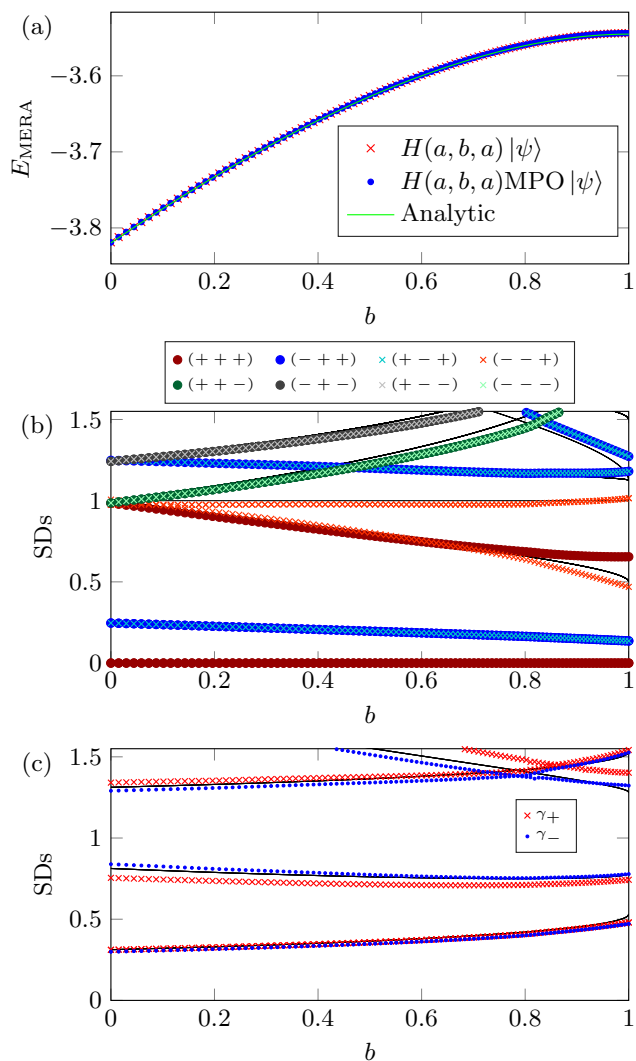 (a)
−3.6
−3.7
−3.8
E_MERA
H(a, b, a) |ψ⟩
H(a, b, a)MPO |ψ⟩
Analytic
0 0.2 0.4 0.6 0.8 1
b
(+ + +) (− + +) (+ − +) (− − +)
(+ + −) (− + −) (+ − −) (− − −)
(b)
1.5
1
0.5
0
SDs
0 0.2 0.4 0.6 0.8 1
b
(c)
1.5
1
0.5
0
SDs
γ+
γ−
0 0.2 0.4 0.6 0.8 1
b